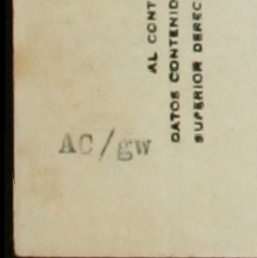 AL CONT
DATOS CONTENID
SUPERIOR DEREC
AC/gw